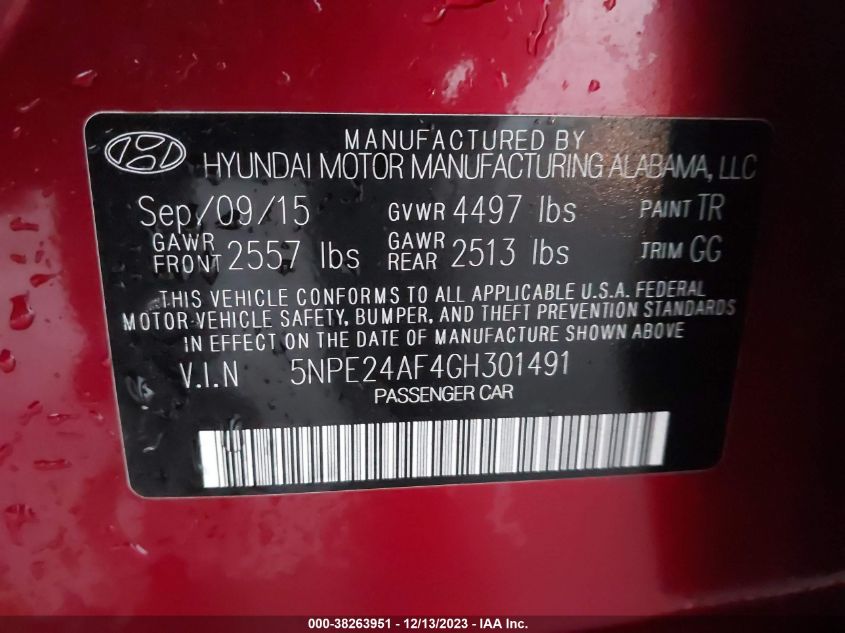 MANUFACTURED BY
HYUNDAI MOTOR MANUFACTURING ALABAMA, LLC
Sep/09/15 GVWR 4497 lbs PAINT TR
GAWR FRONT 2557 lbs GAWR REAR 2513 lbs TRIM GG
THIS VEHICLE CONFORMS TO ALL APPLICABLE U.S.A. FEDERAL
MOTOR VEHICLE SAFETY, BUMPER, AND THEFT PREVENTION STANDARDS
IN EFFECT ON THE DATE OF MANUFACTURE SHOWN ABOVE
V.I.N 5NPE24AF4GH301491
PASSENGER CAR
000-38263951 - 12/13/2023 - IAA Inc.